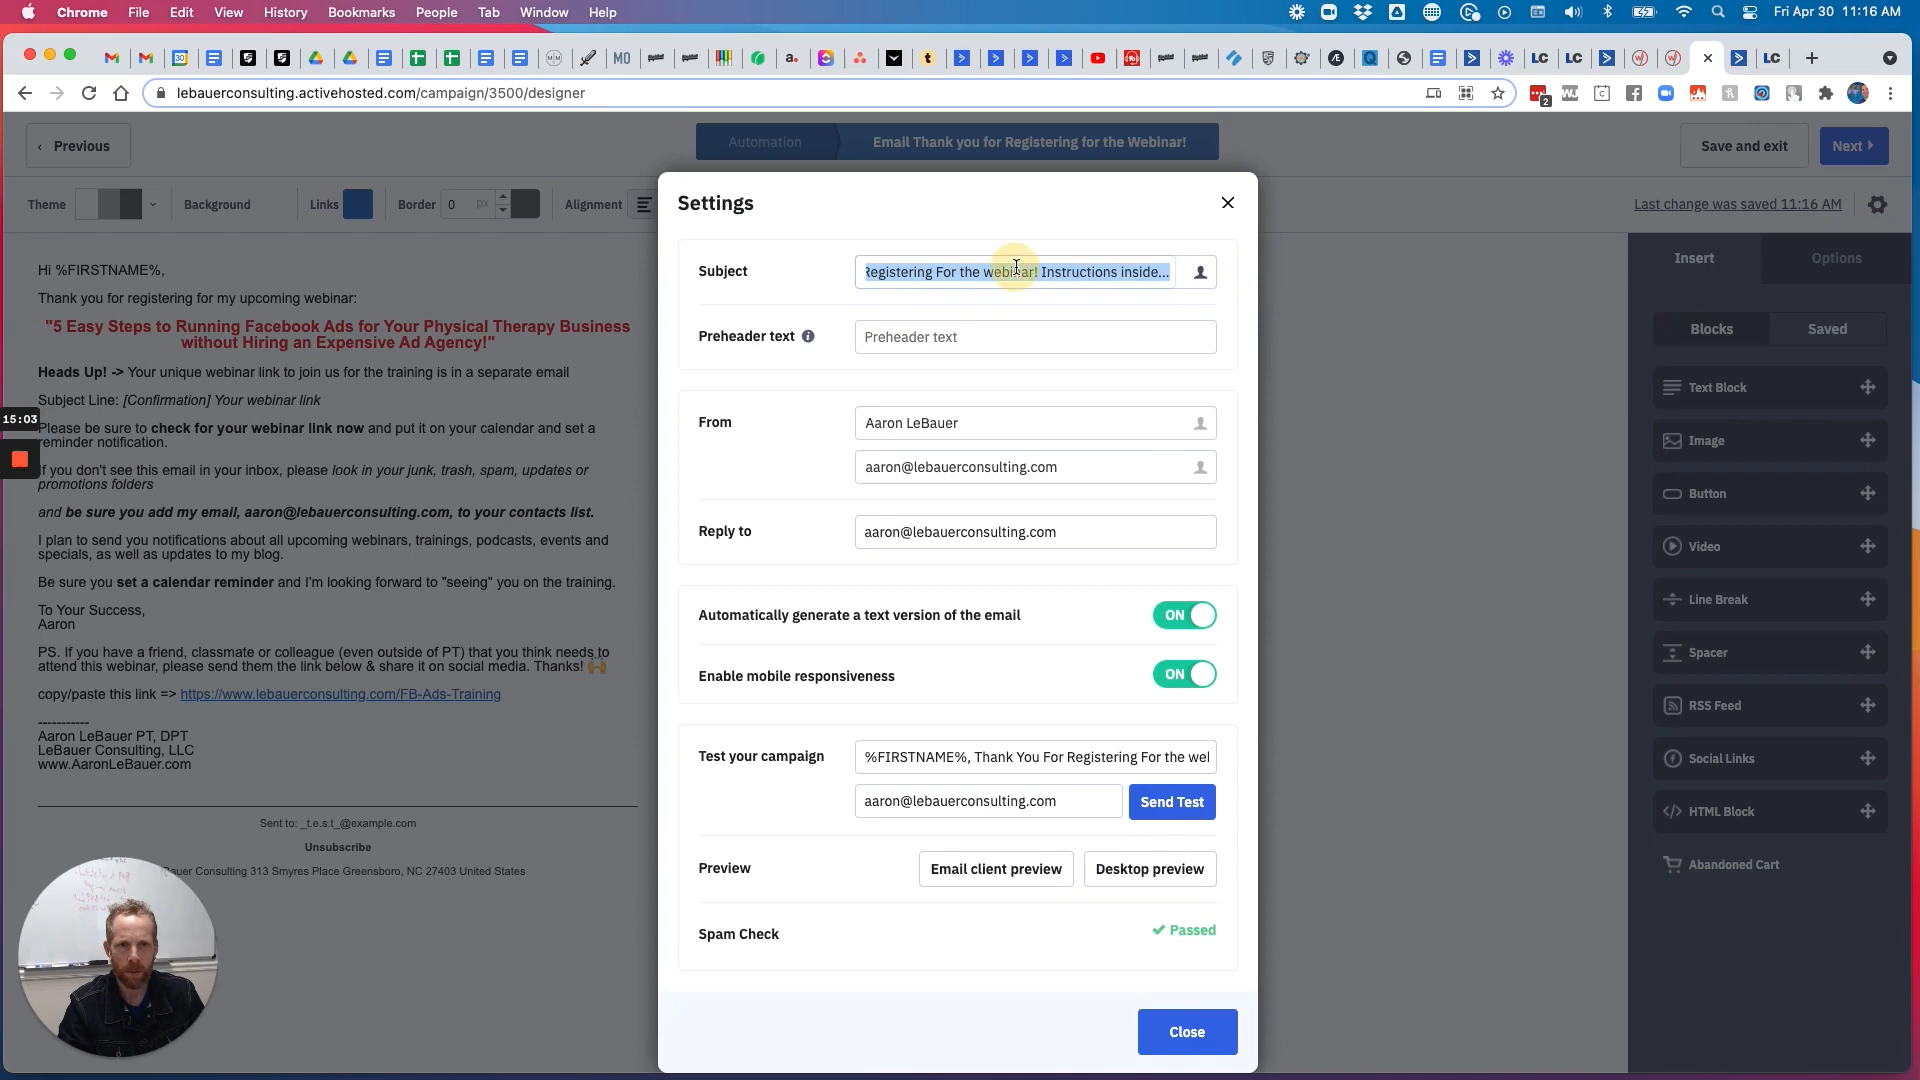 Chrome File Edit View History Bookmarks People Tab Window Help
Fri Apr 30 11:16 AM
lebauerconsulting.activehosted.com/campaign/3500/designer
2
Previous
Automation
Email Thank you for Registering for the Webinar!
Save and exit
Next
Theme
Background
Links
Border 0 px
Alignment
Last change was saved 11:16 AM
Hi %FIRSTNAME%,
Thank you for registering for my upcoming webinar:
"5 Easy Steps to Running Facebook Ads for Your Physical Therapy Business
without Hiring an Expensive Ad Agency!"
Heads Up! -> Your unique webinar link to join us for the training is in a separate email
Subject Line: [Confirmation] Your webinar link
15:03
Please be sure to check for your webinar link now and put it on your calendar and set a
reminder notification.
If you don't see this email in your inbox, please look in your junk, trash, spam, updates or
promotions folders
and be sure you add my email, aaron@lebauerconsulting.com, to your contacts list.
I plan to send you notifications about all upcoming webinars, trainings, podcasts, events and
specials, as well as updates to my blog.
Be sure you set a calendar reminder and I'm looking forward to "seeing" you on the training.
To Your Success,
Aaron
PS. If you have a friend, classmate or colleague (even outside of PT) that you think needs to
attend this webinar, please send them the link below & share it on social media. Thanks! 🙌
copy/paste this link => https://www.lebauerconsulting.com/FB-Ads-Training
-----------
Aaron LeBauer PT, DPT
LeBauer Consulting, LLC
www.AaronLeBauer.com
Sent to: _t.e.s.t_@example.com
Unsubscribe
Bauer Consulting 313 Smyres Place Greensboro, NC 27403 United States
Settings
Subject
Registering For the webinar! Instructions inside...
Preheader text
Preheader text
From
Aaron LeBauer
aaron@lebauerconsulting.com
Reply to
aaron@lebauerconsulting.com
Automatically generate a text version of the email
ON
Enable mobile responsiveness
ON
Test your campaign
%FIRSTNAME%, Thank You For Registering For the wel
aaron@lebauerconsulting.com
Send Test
Preview
Email client preview
Desktop preview
Spam Check
Passed
Close
Insert
Options
Blocks
Saved
Text Block
Image
Button
Video
Line Break
Spacer
RSS Feed
Social Links
HTML Block
Abandoned Cart